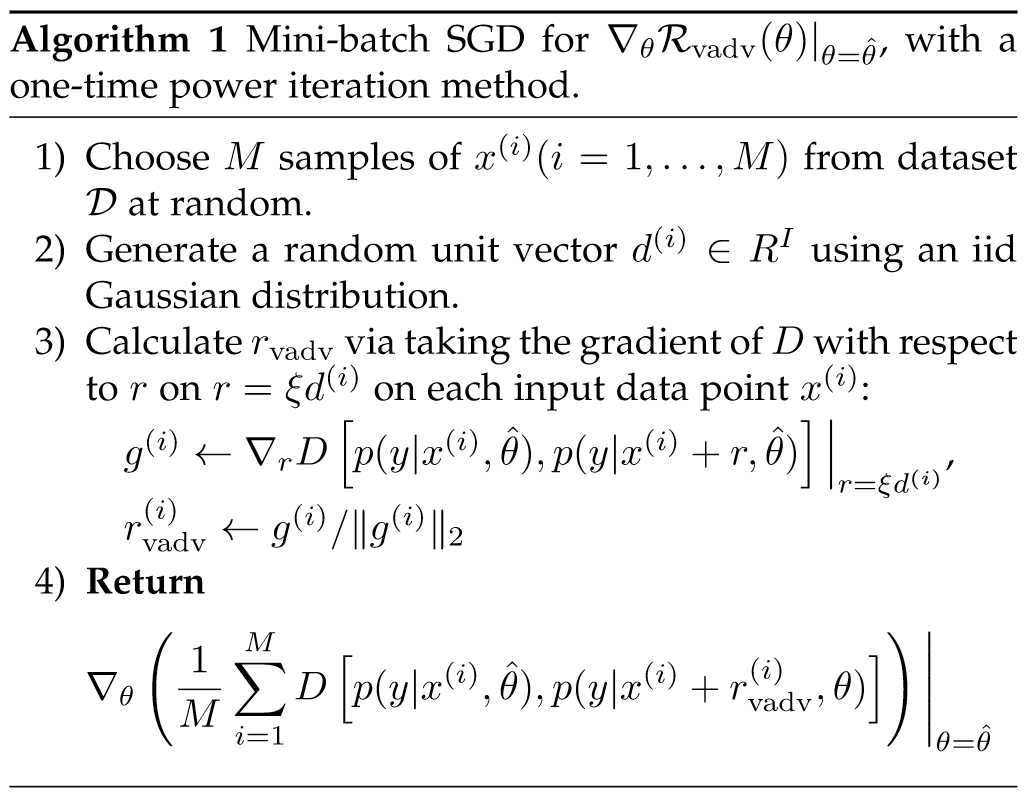 Algorithm 1 Mini-batch SGD for $\nabla_\theta \mathcal{R}_{\mathrm{vadv}}(\theta)|_{\theta=\hat{\theta}}$, with a
one-time power iteration method.
1) Choose $M$ samples of $x^{(i)}(i = 1, \ldots, M)$ from dataset
$\mathcal{D}$ at random.
2) Generate a random unit vector $d^{(i)} \in R^I$ using an iid
Gaussian distribution.
3) Calculate $r_{\mathrm{vadv}}$ via taking the gradient of $D$ with respect
to $r$ on $r = \xi d^{(i)}$ on each input data point $x^{(i)}$:
$g^{(i)} \leftarrow \nabla_r D \left[ p(y|x^{(i)}, \hat{\theta}), p(y|x^{(i)} + r, \hat{\theta}) \right] \Big|_{r=\xi d^{(i)}}$,
$r_{\mathrm{vadv}}^{(i)} \leftarrow g^{(i)} / \|g^{(i)}\|_2$
4) Return
$\nabla_\theta \left( \frac{1}{M} \sum_{i=1}^{M} D \left[ p(y|x^{(i)}, \hat{\theta}), p(y|x^{(i)} + r_{\mathrm{vadv}}^{(i)}, \theta) \right] \right) \Big|_{\theta=\hat{\theta}}$